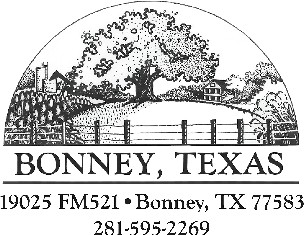 BONNEY, TEXAS
19025 FM521 • Bonney, TX 77583
281-595-2269